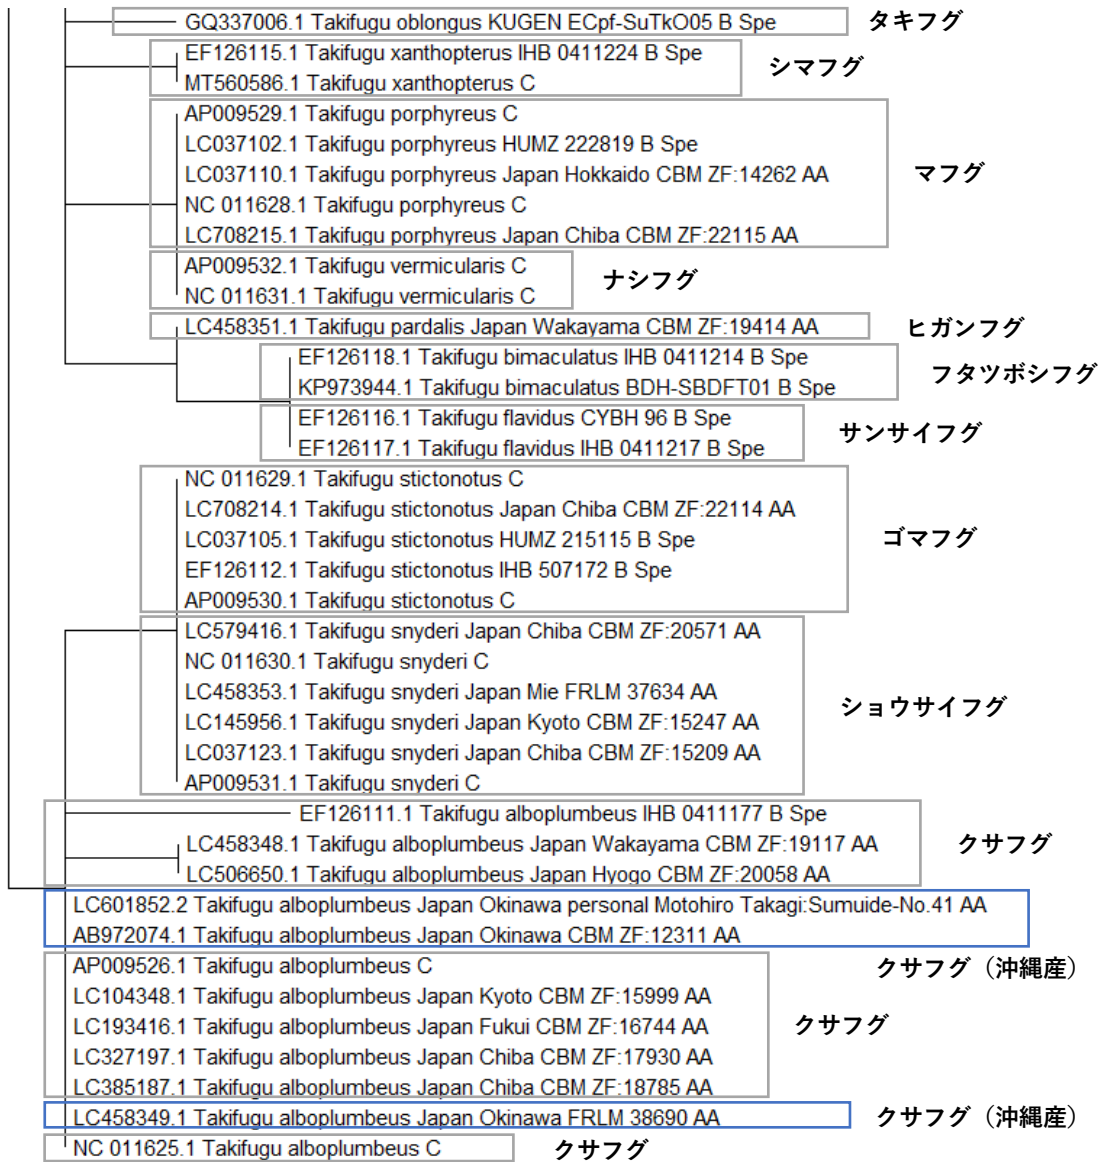 GQ337006.1 Takifugu oblongus KUGEN ECpf-SuTkO05 B Spe
タキフグ
EF126115.1 Takifugu xanthopterus IHB 0411224 B Spe
シマフグ
MT560586.1 Takifugu xanthopterus C
AP009529.1 Takifugu porphyreus C
LC037102.1 Takifugu porphyreus HUMZ 222819 B Spe
LC037110.1 Takifugu porphyreus Japan Hokkaido CBM ZF:14262 AA
マフグ
NC 011628.1 Takifugu porphyreus C
LC708215.1 Takifugu porphyreus Japan Chiba CBM ZF:22115 AA
AP009532.1 Takifugu vermicularis C
ナシフグ
NC 011631.1 Takifugu vermicularis C
LC458351.1 Takifugu pardalis Japan Wakayama CBM ZF:19414 AA
ヒガンフグ
EF126118.1 Takifugu bimaculatus IHB 0411214 B Spe
フタツボシフグ
KP973944.1 Takifugu bimaculatus BDH-SBDFT01 B Spe
EF126116.1 Takifugu flavidus CYBH 96 B Spe
サンサイフグ
EF126117.1 Takifugu flavidus IHB 0411217 B Spe
NC 011629.1 Takifugu stictonotus C
LC708214.1 Takifugu stictonotus Japan Chiba CBM ZF:22114 AA
LC037105.1 Takifugu stictonotus HUMZ 215115 B Spe
ゴマフグ
EF126112.1 Takifugu stictonotus IHB 507172 B Spe
AP009530.1 Takifugu stictonotus C
LC579416.1 Takifugu snyderi Japan Chiba CBM ZF:20571 AA
NC 011630.1 Takifugu snyderi C
LC458353.1 Takifugu snyderi Japan Mie FRLM 37634 AA
ショウサイフグ
LC145956.1 Takifugu snyderi Japan Kyoto CBM ZF:15247 AA
LC037123.1 Takifugu snyderi Japan Chiba CBM ZF:15209 AA
AP009531.1 Takifugu snyderi C
EF126111.1 Takifugu alboplumbeus IHB 0411177 B Spe
LC458348.1 Takifugu alboplumbeus Japan Wakayama CBM ZF:19117 AA
クサフグ
LC506650.1 Takifugu alboplumbeus Japan Hyogo CBM ZF:20058 AA
LC601852.2 Takifugu alboplumbeus Japan Okinawa personal Motohiro Takagi:Sumuide-No.41 AA
AB972074.1 Takifugu alboplumbeus Japan Okinawa CBM ZF:12311 AA
クサフグ（沖縄産）
AP009526.1 Takifugu alboplumbeus C
LC104348.1 Takifugu alboplumbeus Japan Kyoto CBM ZF:15999 AA
LC193416.1 Takifugu alboplumbeus Japan Fukui CBM ZF:16744 AA
クサフグ
LC327197.1 Takifugu alboplumbeus Japan Chiba CBM ZF:17930 AA
LC385187.1 Takifugu alboplumbeus Japan Chiba CBM ZF:18785 AA
LC458349.1 Takifugu alboplumbeus Japan Okinawa FRLM 38690 AA
クサフグ（沖縄産）
NC 011625.1 Takifugu alboplumbeus C
クサフグ